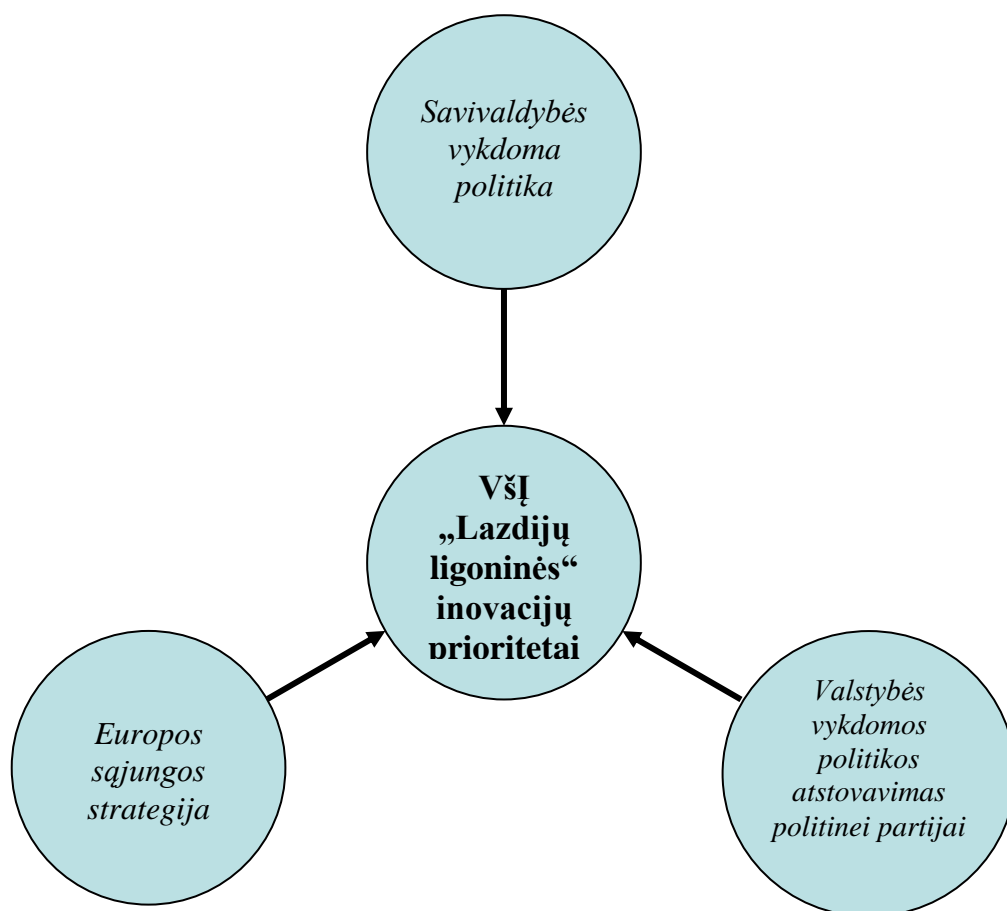 Savivaldybės
vykdoma
politika
VšĮ
„Lazdijų
ligoninės“
inovacijų
prioritetai
Europos
sąjungos
strategija
Valstybės
vykdomos
politikos
atstovavimas
politinei partijai